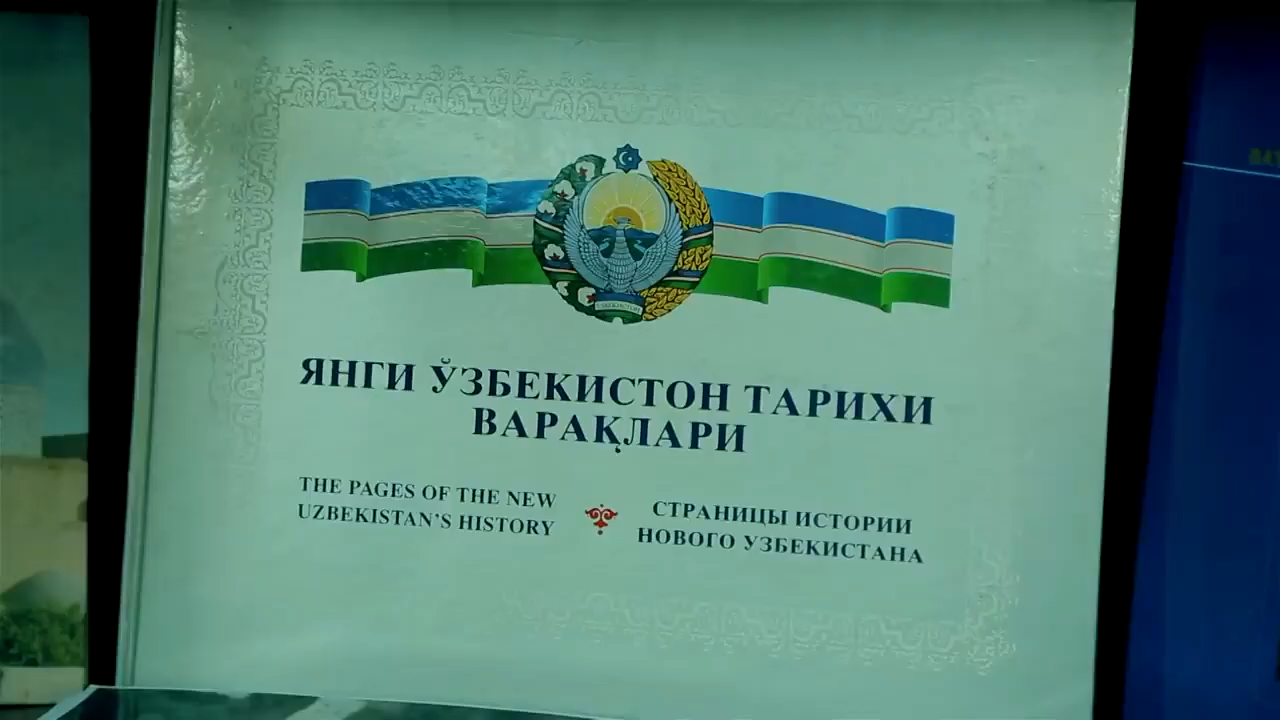 ЯНГИ ЎЗБЕКИСТОН ТАРИХИ
ВАРАҚЛАРИ
THE PAGES OF THE NEW
UZBEKISTAN'S HISTORY
СТРАНИЦЫ ИСТОРИИ
НОВОГО УЗБЕКИСТАНА